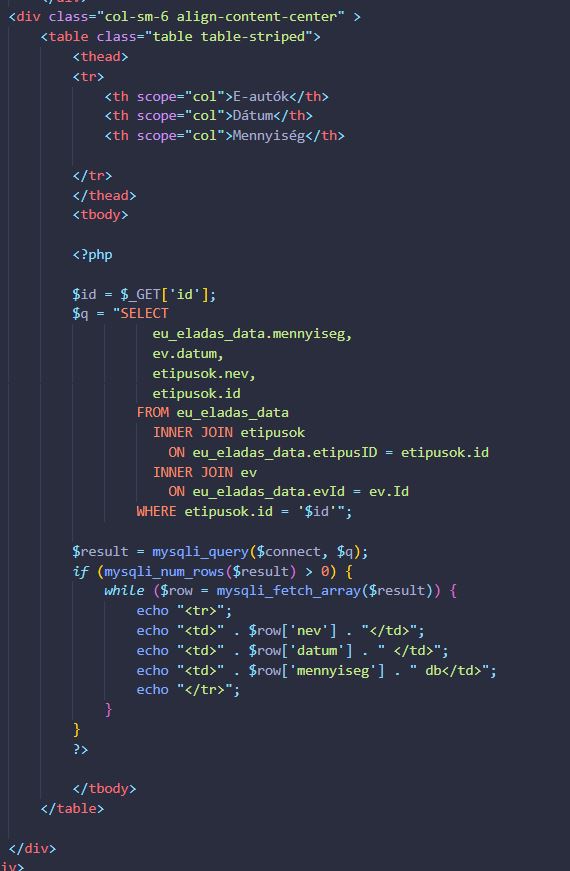 </div>
<div class="col-sm-6 align-content-center" >
<table class="table table-striped">
<thead>
<tr>
<th scope="col">E-autók</th>
<th scope="col">Dátum</th>
<th scope="col">Mennyiség</th>
</tr>
</thead>
<tbody>
<?php
$id = $_GET['id'];
$q = "SELECT
eu_eladas_data.mennyiseg,
ev.datum,
etipusok.nev,
etipusok.id
FROM eu_eladas_data
INNER JOIN etipusok
ON eu_eladas_data.etipusID = etipusok.id
INNER JOIN ev
ON eu_eladas_data.evId = ev.Id
WHERE etipusok.id = '$id'";
$result = mysqli_query($connect, $q);
if (mysqli_num_rows($result) > 0) {
while ($row = mysqli_fetch_array($result)) {
echo "<tr>";
echo "<td>" . $row['nev'] . "</td>";
echo "<td>" . $row['datum'] . " </td>";
echo "<td>" . $row['mennyiseg'] . " db</td>";
echo "</tr>";
}
}
?>
</tbody>
</table>
</div>
iv>